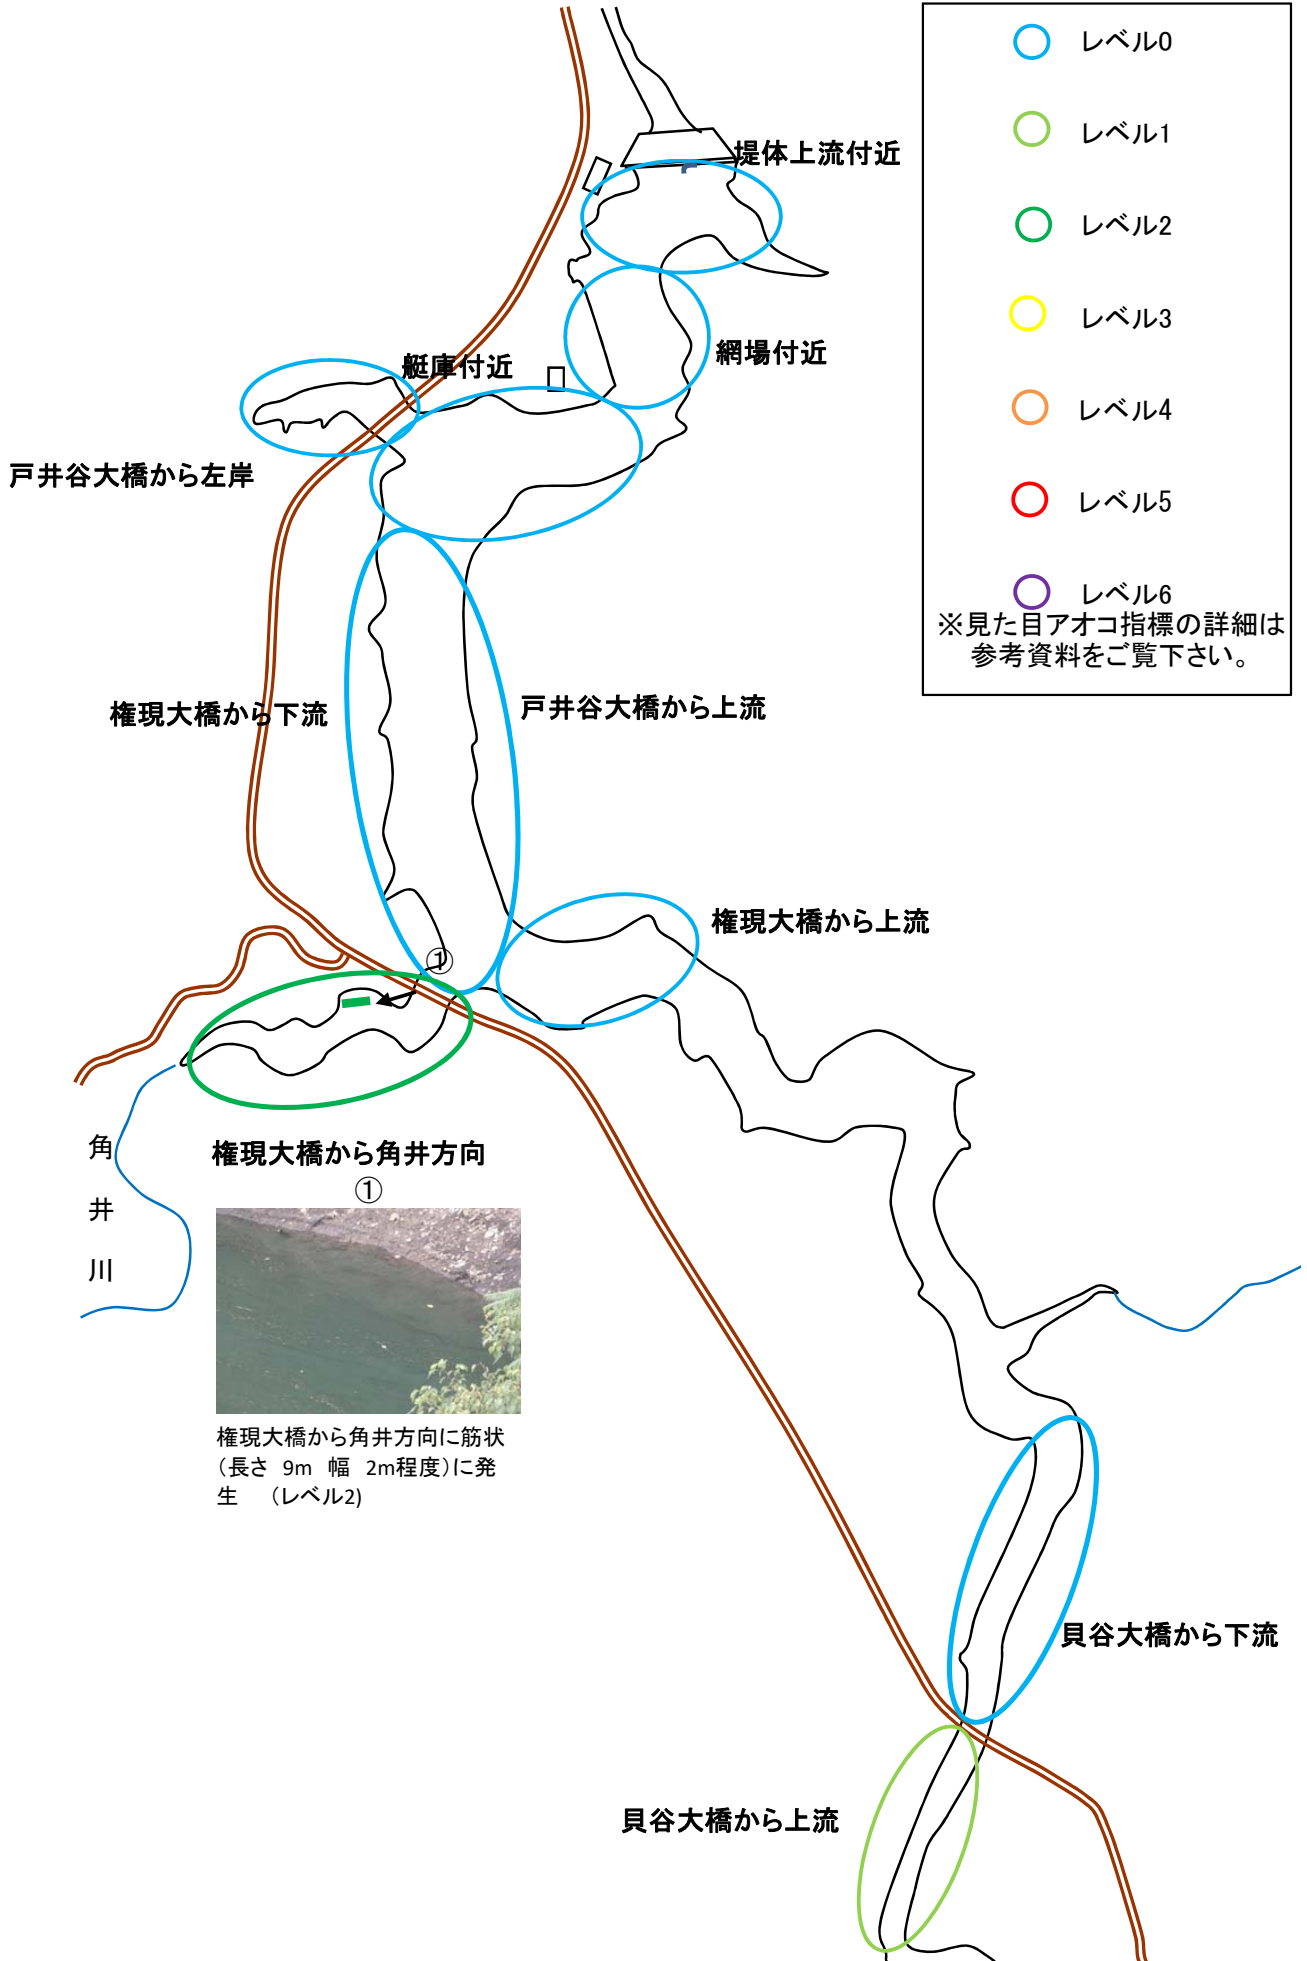 レベル0
レベル1
レベル2
レベル3
レベル4
レベル5
レベル6
※見た目アオコ指標の詳細は
参考資料をご覧下さい。
堤体上流付近
網場付近
艇庫付近
戸井谷大橋から左岸
権現大橋から下流
戸井谷大橋から上流
権現大橋から上流
①
角井川
権現大橋から角井方向
①
権現大橋から角井方向に筋状
（長さ 9m 幅 2m程度）に発
生 （レベル2)
貝谷大橋から下流
貝谷大橋から上流